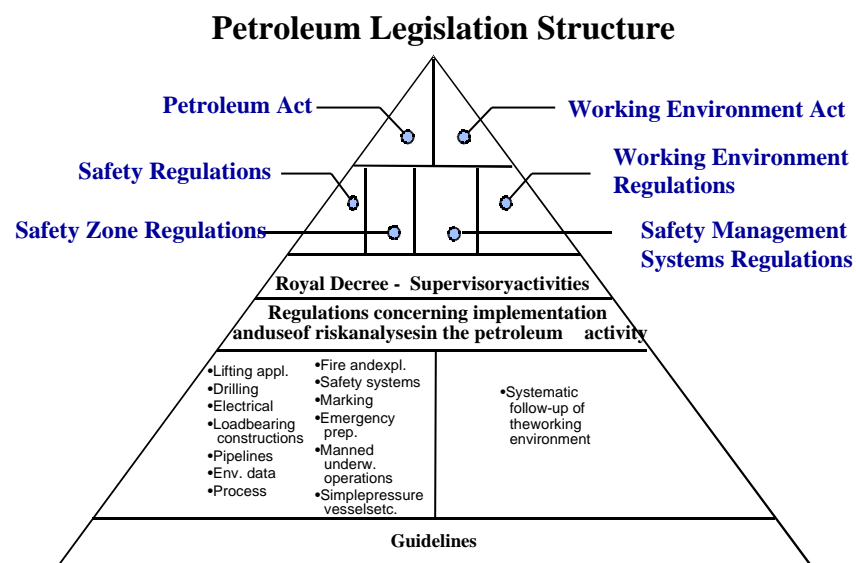 Petroleum Legislation Structure
Petroleum Act
Working Environment Act
Safety Regulations
Working Environment
Regulations
Safety Zone Regulations
Safety Management
Systems Regulations
Royal Decree - Supervisoryactivities
Regulations concerning implementation
anduseof riskanalysesin the petroleum activity
•Lifting appl.
•Drilling
•Electrical
•Loadbearing
constructions
•Pipelines
•Env. data
•Process
•Fire andexpl.
•Safety systems
•Marking
•Emergency
prep.
•Manned
underw.
operations
•Simplepressure
vesselsetc.
•Systematic
follow-up of
theworking
environment
Guidelines